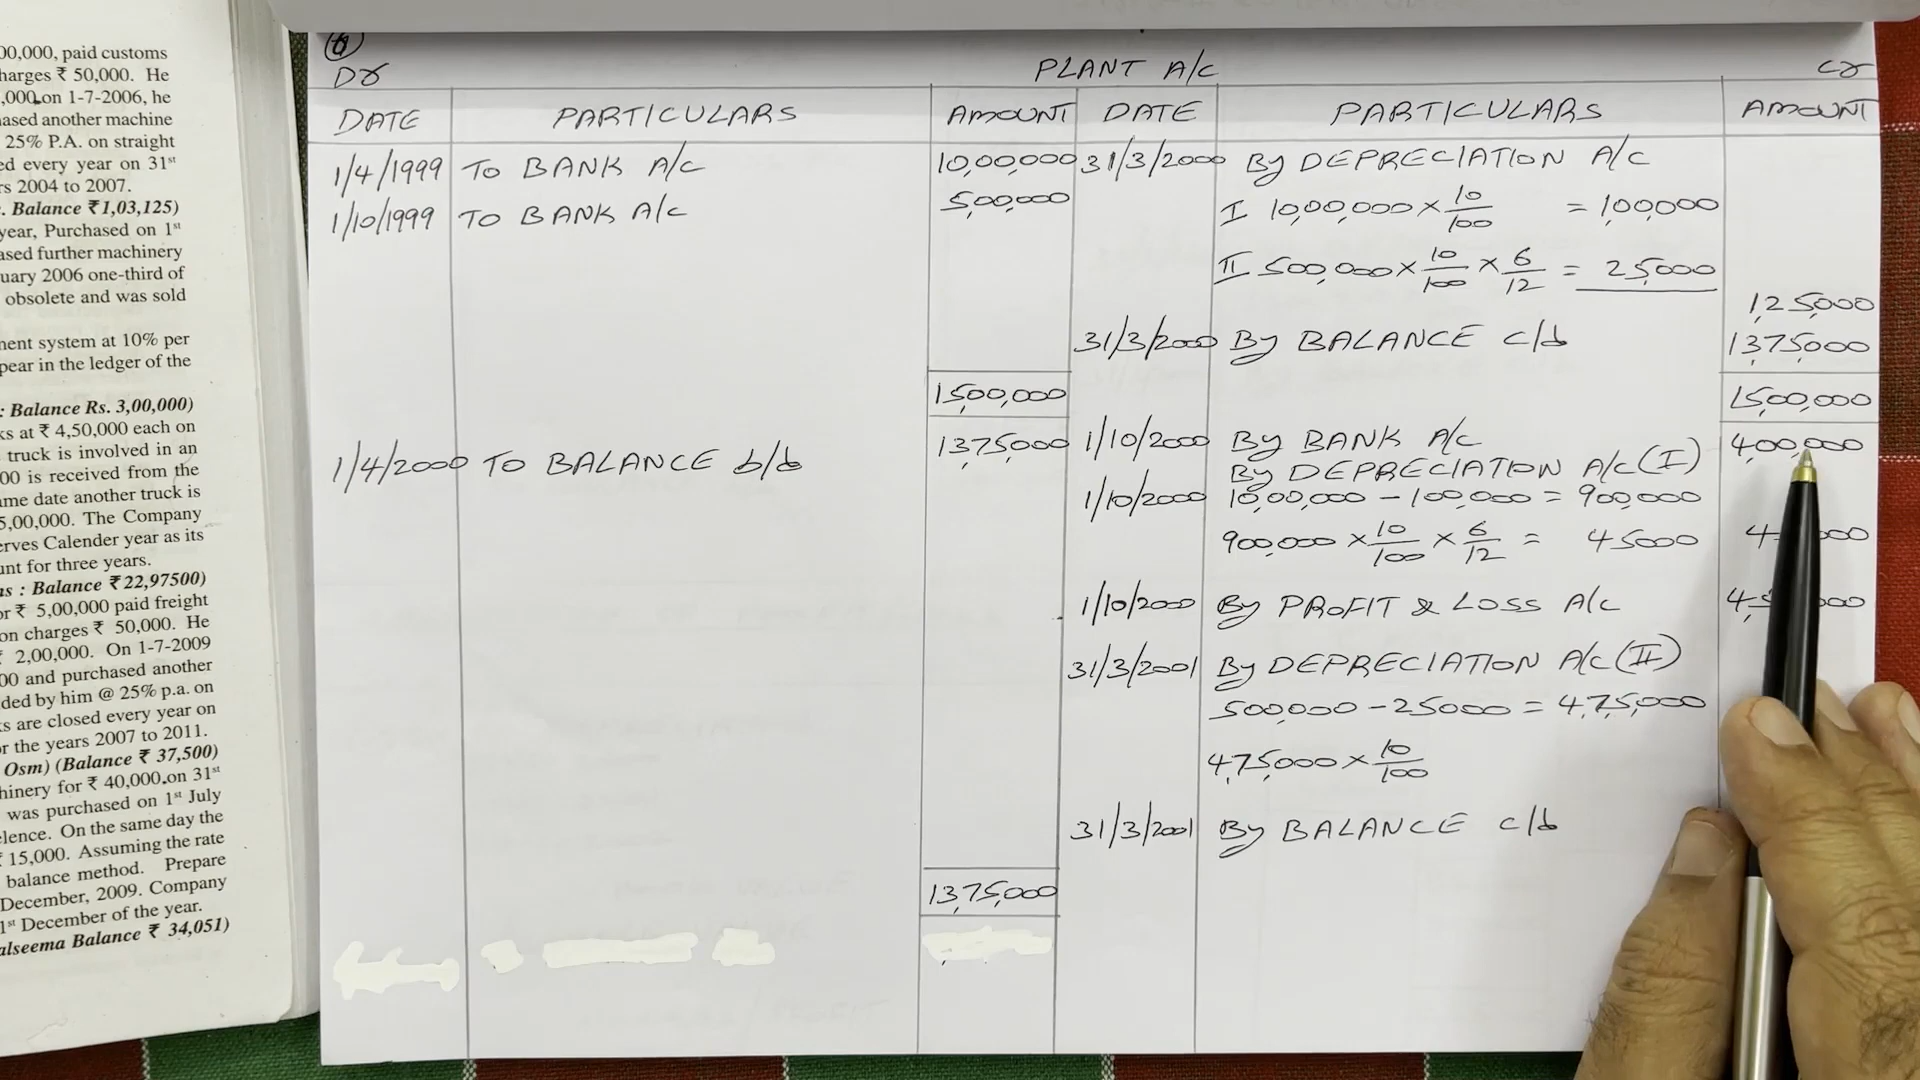 00,000, paid customs
harges ₹ 50,000. He
,000 on 1-7-2006, he
ased another machine
25% P.A. on straight
ed every year on 31st
rs 2004 to 2007.
. Balance ₹1,03,125)
year, Purchased on 1st
ased further machinery
uary 2006 one-third of
obsolete and was sold
nent system at 10% per
pear in the ledger of the
: Balance Rs. 3,00,000)
ks at ₹ 4,50,000 each on
truck is involved in an
00 is received from the
ame date another truck is
5,00,000. The Company
erves Calender year as its
unt for three years.
ns : Balance ₹ 22,97500)
or ₹ 5,00,000 paid freight
on charges ₹ 50,000. He
₹ 2,00,000. On 1-7-2009
00 and purchased another
ded by him @ 25% p.a. on
ks are closed every year on
or the years 2007 to 2011.
Osm) (Balance ₹ 37,500)
hinery for ₹ 40,000 on 31st
was purchased on 1st July
elence. On the same day the
₹ 15,000. Assuming the rate
balance method. Prepare
December, 2009. Company
1st December of the year.
alseema Balance ₹ 34,051)
6
Dr PLANT A/C Cr
DATE PARTICULARS AMOUNT DATE PARTICULARS AMOUNT
1/4/1999 TO BANK A/C 10,00,000 31/3/2000 By DEPRECIATION A/C
1/10/1999 TO BANK A/C 5,00,000 I 10,00,000 × 10/100 = 1,00,000
II 500,000 × 10/100 × 6/12 = 25,000
1,25,000
31/3/2000 By BALANCE c/d 13,75,000
15,00,000 15,00,000
1/4/2000 TO BALANCE b/d 13,75,000 1/10/2000 By BANK A/C 4,00,000
By DEPRECIATION A/C (I)
1/10/2000 10,00,000 - 100,000 = 900,000
900,000 × 10/100 × 6/12 = 45000
1/10/2000 By PROFIT & LOSS A/C
31/3/2001 By DEPRECIATION A/C (II)
500,000 - 25000 = 4,75,000
4,75,000 × 10/100
31/3/2001 By BALANCE c/d
13,75,000